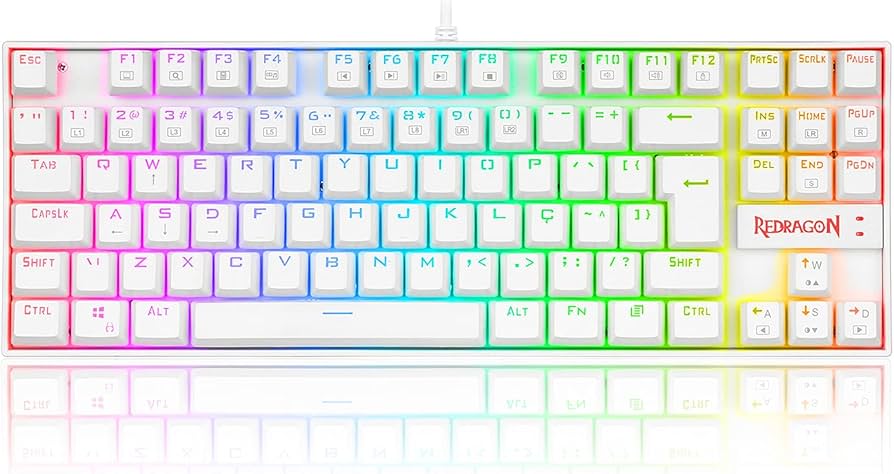 Esc F1 F2 F3 F4 F5 F6 F7 F8 F9 F10 F11 F12 PrtSc ScrLk Pause
' " 1 ! 2 @ 3 # 4 $ 5 % 6 ¨ 7 & 8 * 9 ( 0 ) - _ = + ← Ins Home PgUp
L1 L2 L3 L4 L5 L6 L7 L8 LR1 LR2 M LR R
Tab Q W E R T Y U I O P ´ ` [ { ↵ Del End PgDn
↑ S
CapsLk A S D F G H J K L Ç ~ ^ ] } REDRAGON
← ↓ →
Shift \ | Z X C V B N M , < . > ; : / ? Shift ↑ W
Ctrl Alt Alt Fn Ctrl ← A ↓ S → D